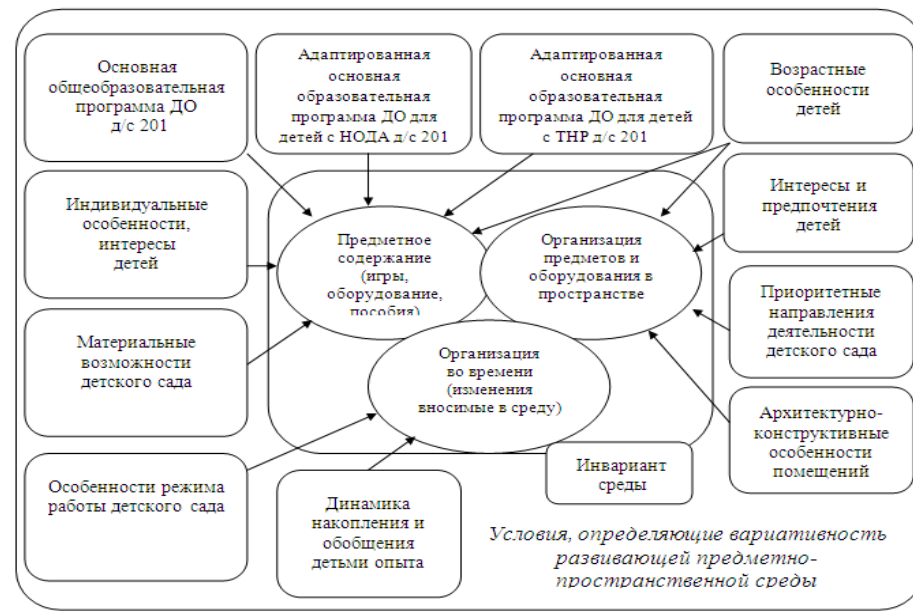 Основная
общеобразовательная
программа ДО
д/с 201
Адаптированная
основная
образовательная
программа ДО для
детей с НОДА д/с 201
Адаптированная
основная
образовательная
программа ДО для детей
с ТНР д/с 201
Возрастные
особенности
детей
Индивидуальные
особенности,
интересы
детей
Предметное
содержание
(игры,
оборудование,
пособия)
Организация
предметов и
оборудования в
пространстве
Интересы и
предпочтения
детей
Материальные
возможности
детского сада
Организация
во времени
(изменения
вносимые в среду)
Приоритетные
направления
деятельности
детского сада
Архитектурно-
конструктивные
особенности
помещений
Особенности режима
работы детского сада
Динамика
накопления и
обобщения
детьми опыта
Инвариант
среды
Условия, определяющие вариативность
развивающей предметно-
пространственной среды